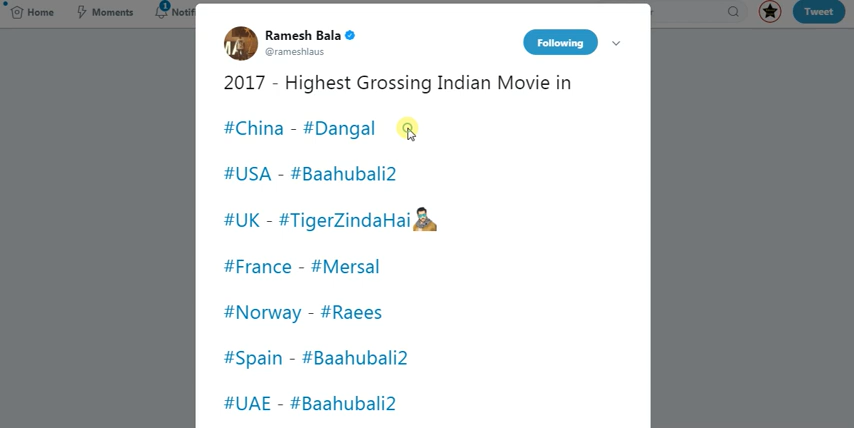 Home Moments 1 Notif Tweet
Ramesh Bala
@rameshlaus
Following
2017 - Highest Grossing Indian Movie in
#China - #Dangal
#USA - #Baahubali2
#UK - #TigerZindaHai
#France - #Mersal
#Norway - #Raees
#Spain - #Baahubali2
#UAE - #Baahubali2